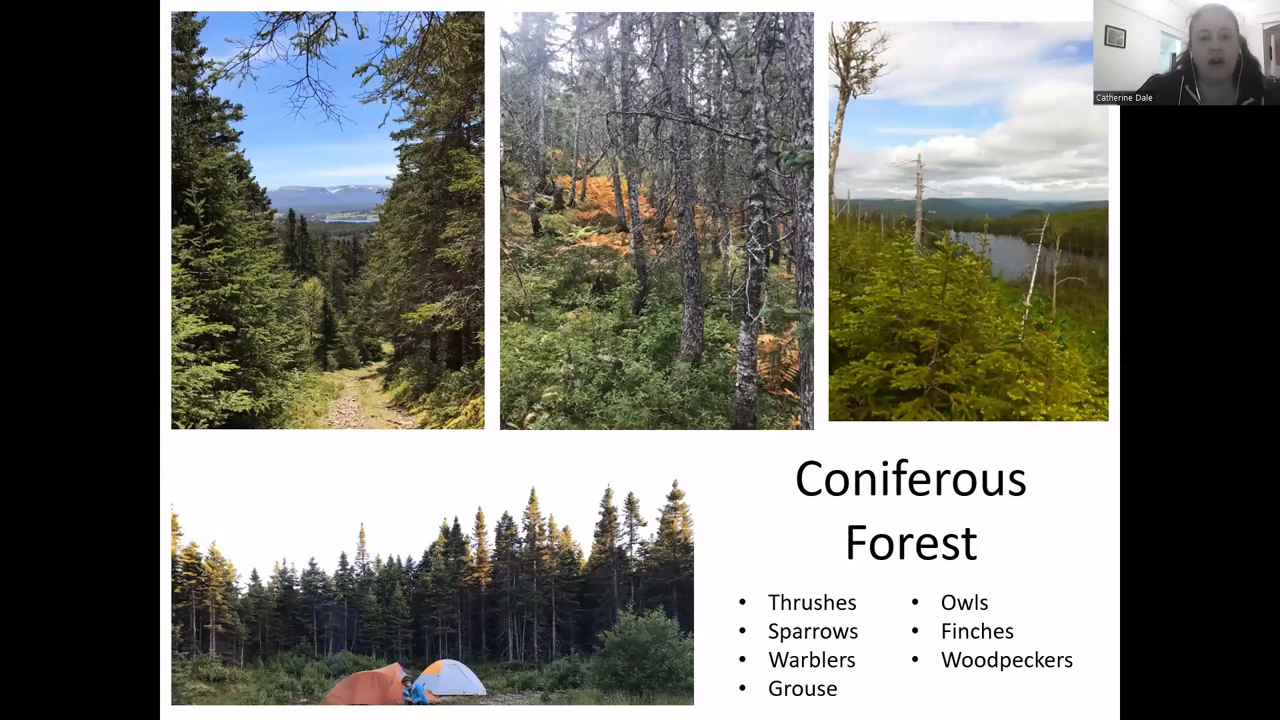 Catherine Dale
Coniferous
Forest
• Thrushes
• Sparrows
• Warblers
• Grouse
• Owls
• Finches
• Woodpeckers